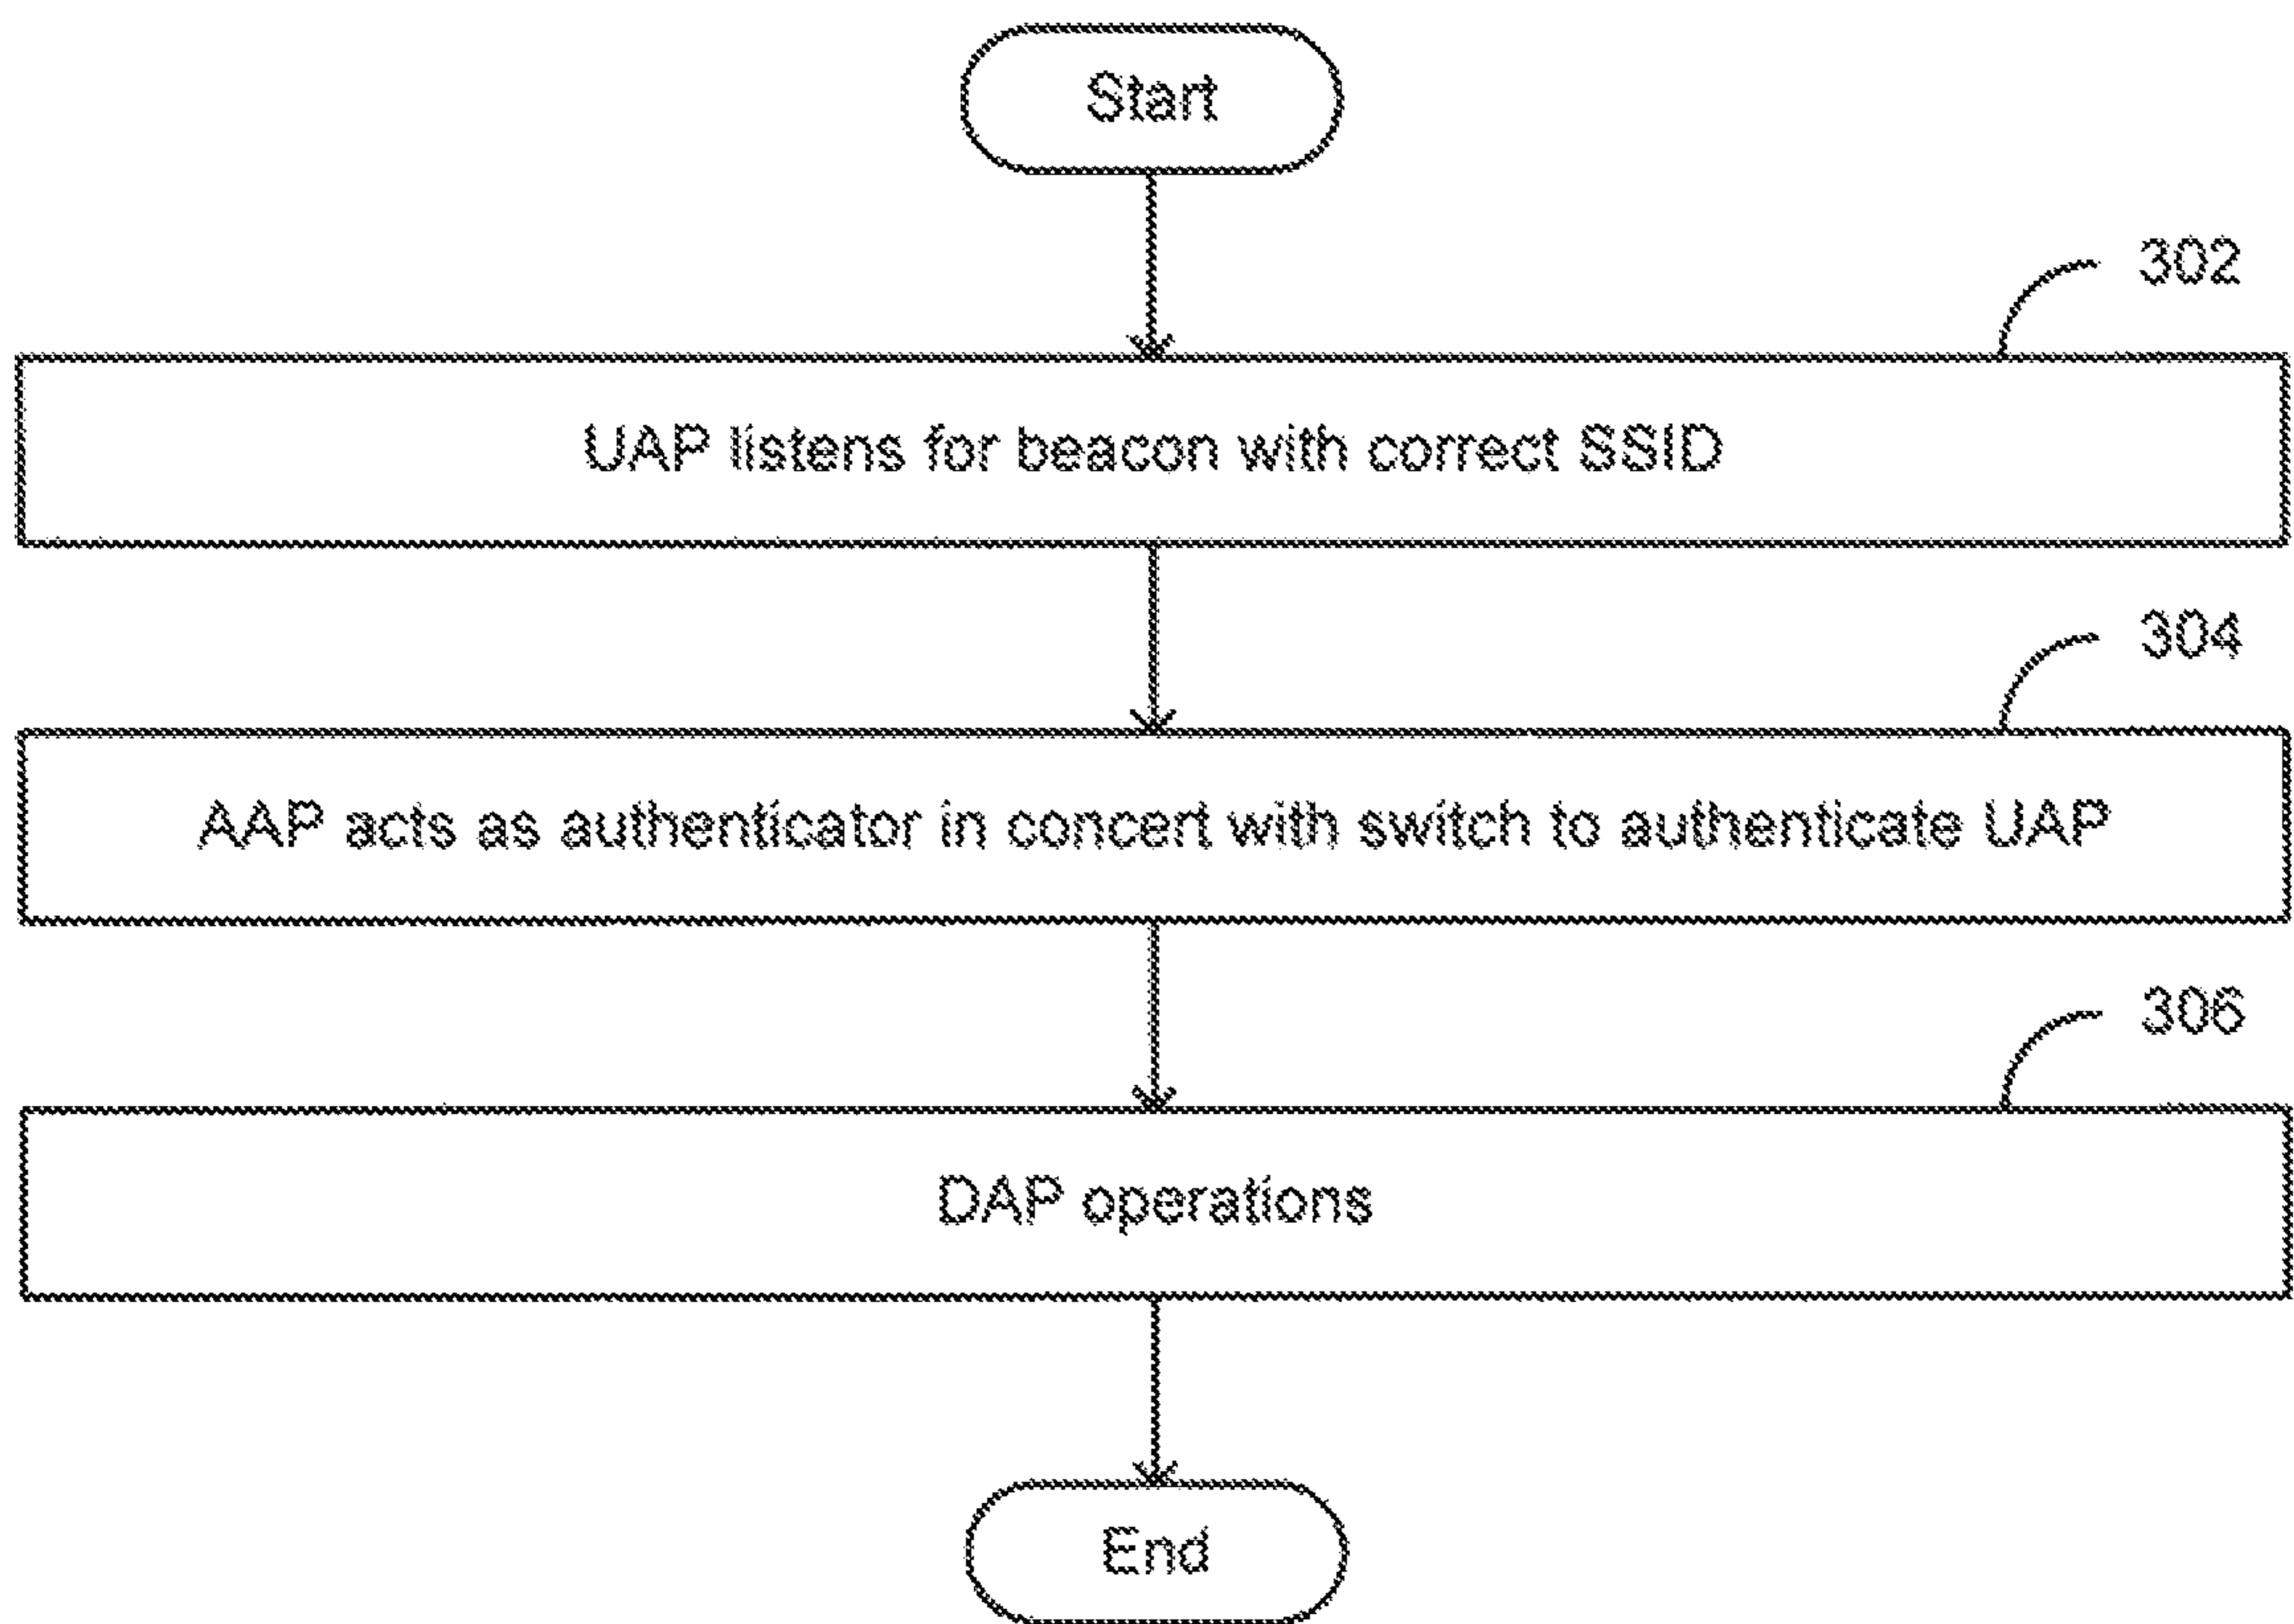 Start
302
UAP listens for beacon with correct SSID
304
AAP acts as authenticator in concert with switch to authenticate UAP
306
DAP operations
End